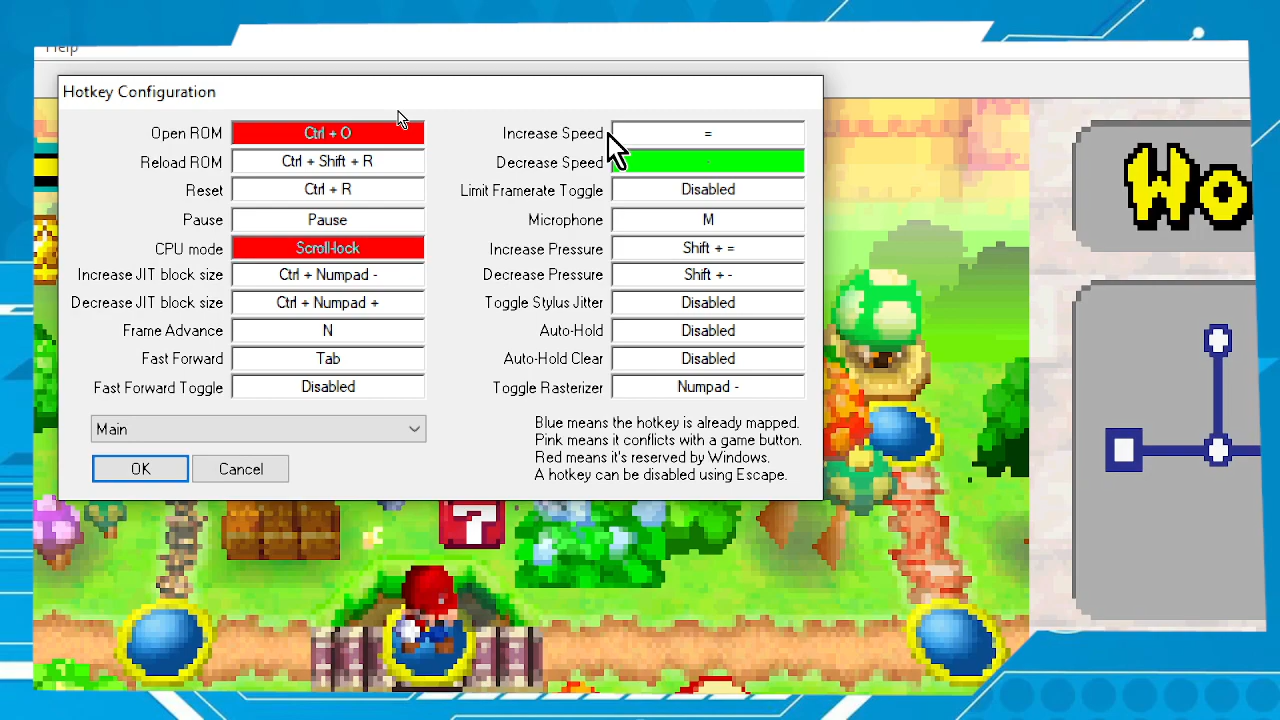 Help
Hotkey Configuration
Open ROM Ctrl + O
Reload ROM Ctrl + Shift + R
Reset Ctrl + R
Pause Pause
CPU mode Scroll-lock
Increase JIT block size Ctrl + Numpad -
Decrease JIT block size Ctrl + Numpad +
Frame Advance N
Fast Forward Tab
Fast Forward Toggle Disabled
Increase Speed =
Decrease Speed -
Limit Framerate Toggle Disabled
Microphone M
Increase Pressure Shift + =
Decrease Pressure Shift + -
Toggle Stylus Jitter Disabled
Auto-Hold Disabled
Auto-Hold Clear Disabled
Toggle Rasterizer Numpad -
Main
OK Cancel
Blue means the hotkey is already mapped.
Pink means it conflicts with a game button.
Red means it's reserved by Windows.
A hotkey can be disabled using Escape.
Wo
?